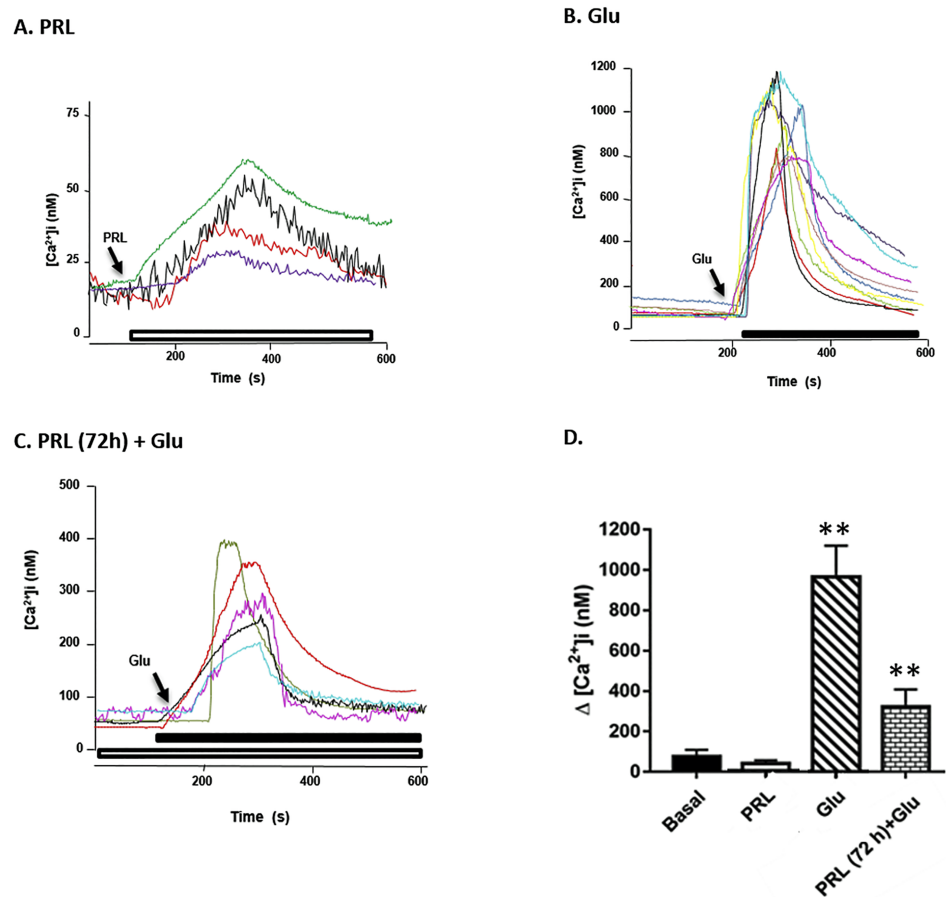 A. PRL
75
50
25
0
[Ca²⁺]i (nM)
PRL
200
400
600
Time (s)
B. Glu
1200
1000
800
600
400
200
0
[Ca²⁺]i (nM)
Glu
200
400
600
Time (s)
C. PRL (72h) + Glu
500
400
300
200
100
0
[Ca²⁺]i (nM)
Glu
200
400
600
Time (s)
D.
1200
1000
800
600
400
200
0
Δ [Ca²⁺]i (nM)
**
**
Basal
PRL
Glu
PRL (72 h)+Glu